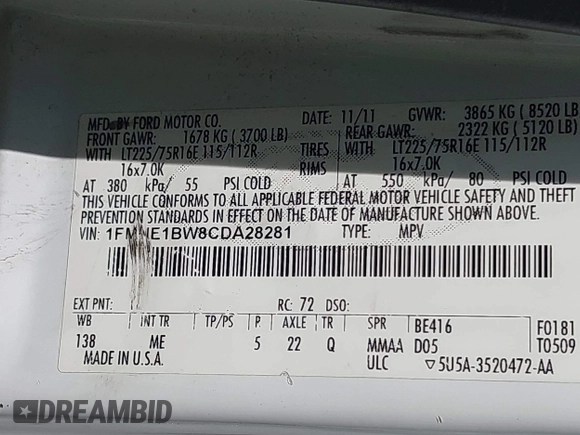 MFD. BY FORD MOTOR CO. DATE: 11/11 GVWR: 3865 KG ( 8520 LB)
FRONT GAWR: 1678 KG ( 3700 LB) REAR GAWR: 2322 KG ( 5120 LB)
WITH LT225/75R16E 115/112R TIRES WITH LT225/75R16E 115/112R
16x7.0K RIMS 16x7.0K
AT 380 kPa/ 55 PSI COLD AT 550 kPa/ 80 PSI COLD
THIS VEHICLE CONFORMS TO ALL APPLICABLE FEDERAL MOTOR VEHICLE SAFETY AND THEFT
PREVENTION STANDARDS IN EFFECT ON THE DATE OF MANUFACTURE SHOWN ABOVE.
VIN: TYPE: MPV
EXT PNT: RC: 72 DSO:
WB INT TR TP/PS R AXLE TR SPR BE416 F0181
138 ME 5 22 Q MMAA D05 T0509
MADE IN U.S.A. ULC ▽5U5A-3520472-AA
DREAMBID